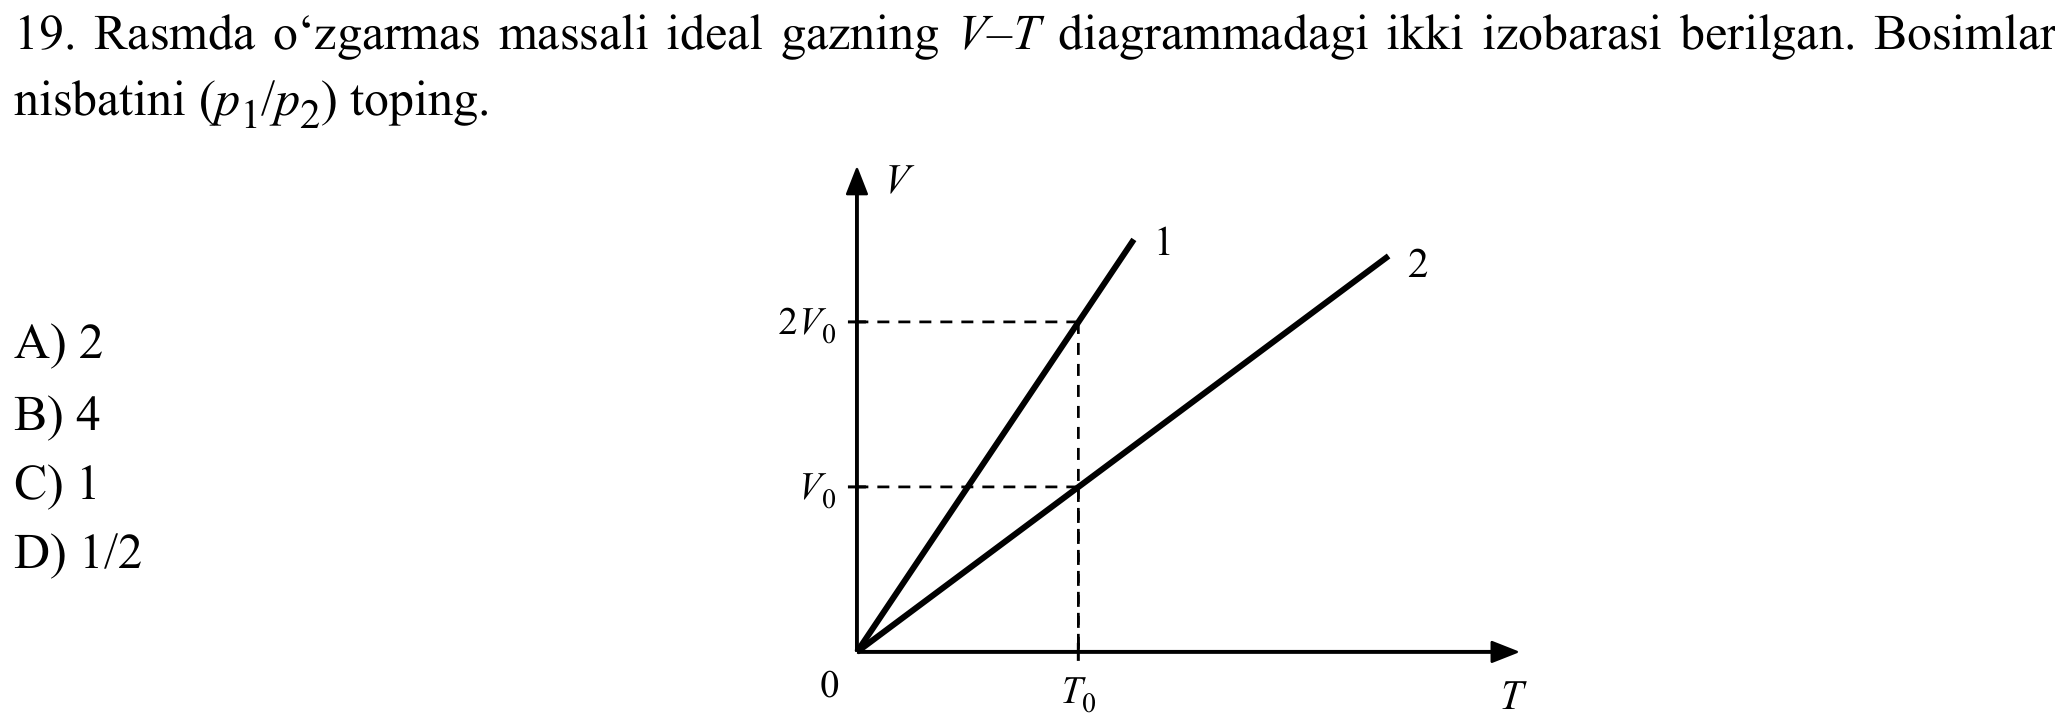 19. Rasmda o‘zgarmas massali ideal gazning V–T diagrammadagi ikki izobarasi berilgan. Bosimlar
nisbatini (p₁/p₂) toping.
V
1
2
2V₀
V₀
0
T₀
T
A) 2
B) 4
C) 1
D) 1/2